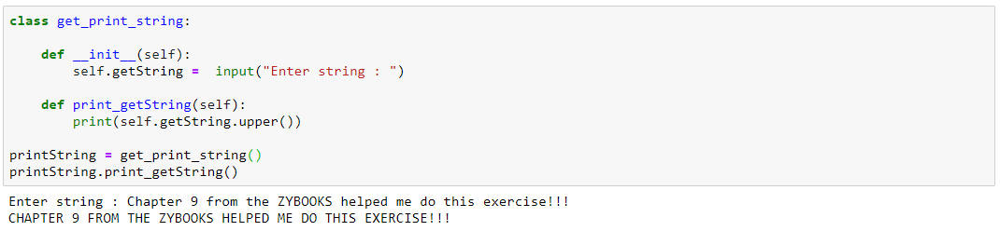 class get_print_string:
def __init__(self):
self.getString =  input("Enter string : ")
def print_getString(self):
print(self.getString.upper())
printString = get_print_string()
printString.print_getString()
Enter string : Chapter 9 from the ZYBOOKS helped me do this exercise!!!
CHAPTER 9 FROM THE ZYBOOKS HELPED ME DO THIS EXERCISE!!!